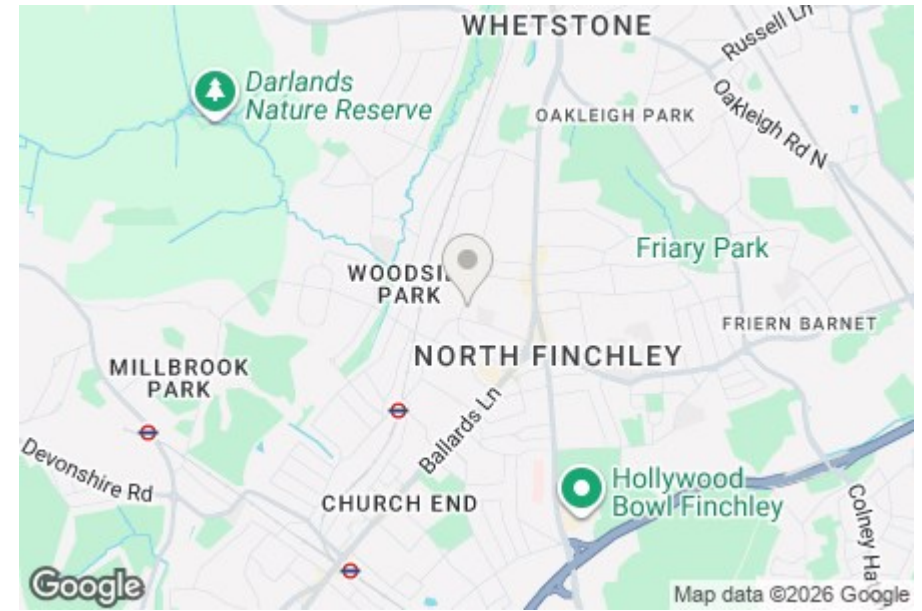 WHETSTONE
Russell Ln
Darlands
Nature Reserve
OAKLEIGH PARK
Oakleigh Rd N
Friary Park
WOODSI
PARK
FRIERN BARNET
NORTH FINCHLEY
MILLBROOK
PARK
Ballards Ln
Devonshire Rd
Hollywood
Bowl Finchley
CHURCH END
Colney Ha
Google
Map data ©2026 Google